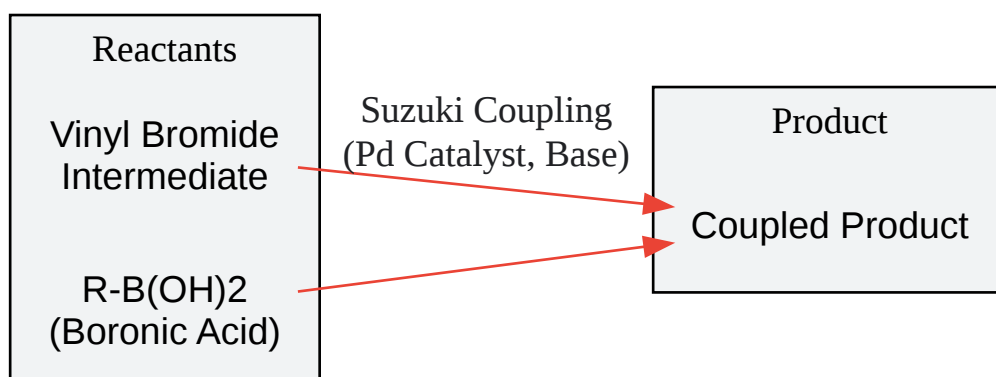 Reactants
Vinyl Bromide
Intermediate
R-B(OH)2
(Boronic Acid)
Suzuki Coupling
(Pd Catalyst, Base)
Product
Coupled Product